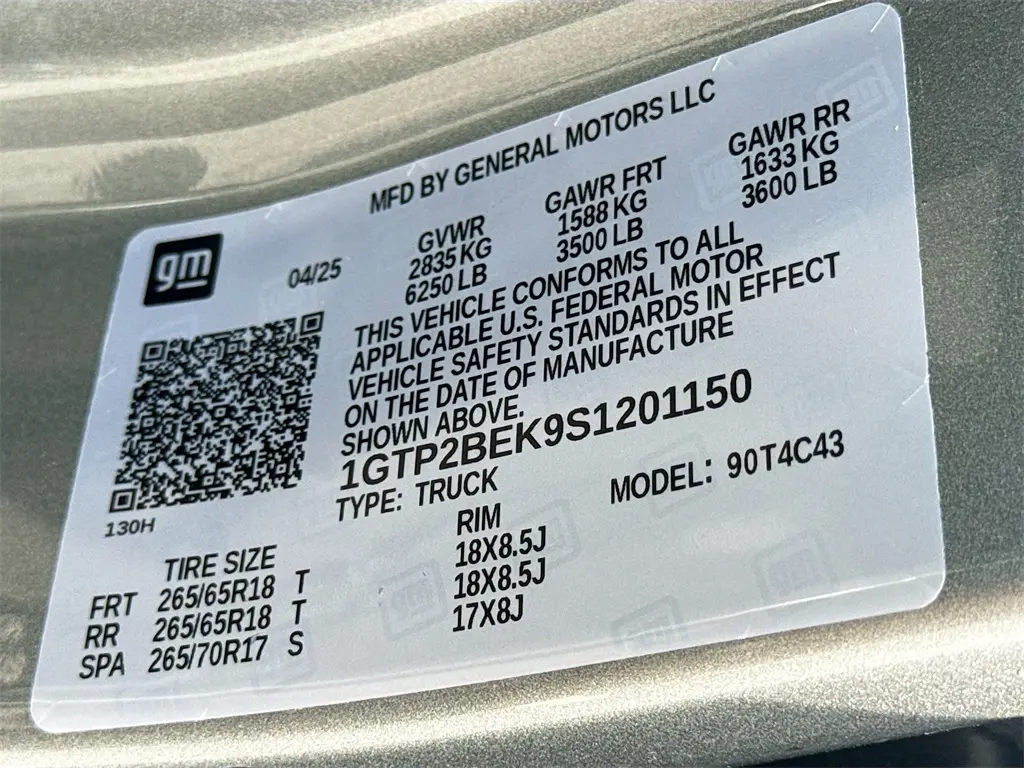 MFD BY GENERAL MOTORS LLC
gm
04/25
GVWR GAWR FRT GAWR RR
2835 KG 1588 KG 1633 KG
6250 LB 3500 LB 3600 LB
THIS VEHICLE CONFORMS TO ALL
APPLICABLE U.S. FEDERAL MOTOR
VEHICLE SAFETY STANDARDS IN EFFECT
ON THE DATE OF MANUFACTURE
SHOWN ABOVE.
1GTP2BEK9S1201150
TYPE: TRUCK MODEL: 90T4C43
130H
TIRE SIZE RIM
FRT 265/65R18 T 18X8.5J
RR 265/65R18 T 18X8.5J
SPA 265/70R17 S 17X8J